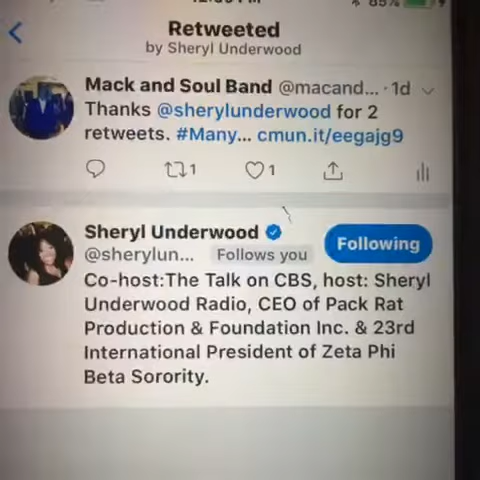 85%
Retweeted
by Sheryl Underwood
Mack and Soul Band @macand... · 1d
Thanks @sherylunderwood for 2
retweets. #Many... cmun.it/eegajg9
1 1
Sheryl Underwood
@sherylun... Follows you
Following
Co-host:The Talk on CBS, host: Sheryl
Underwood Radio, CEO of Pack Rat
Production & Foundation Inc. & 23rd
International President of Zeta Phi
Beta Sorority.